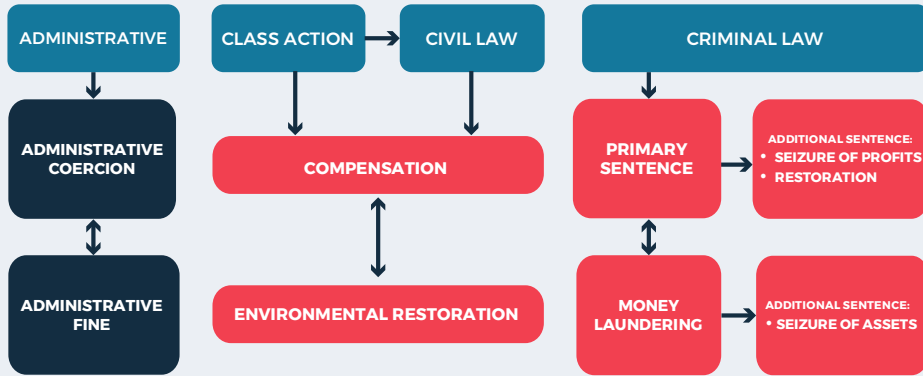 ADMINISTRATIVE
ADMINISTRATIVE
COERCION
ADMINISTRATIVE
FINE
CLASS ACTION
CIVIL LAW
COMPENSATION
ENVIRONMENTAL RESTORATION
CRIMINAL LAW
PRIMARY
SENTENCE
ADDITIONAL SENTENCE:
• SEIZURE OF PROFITS
• RESTORATION
MONEY
LAUNDERING
ADDITIONAL SENTENCE:
• SEIZURE OF ASSETS